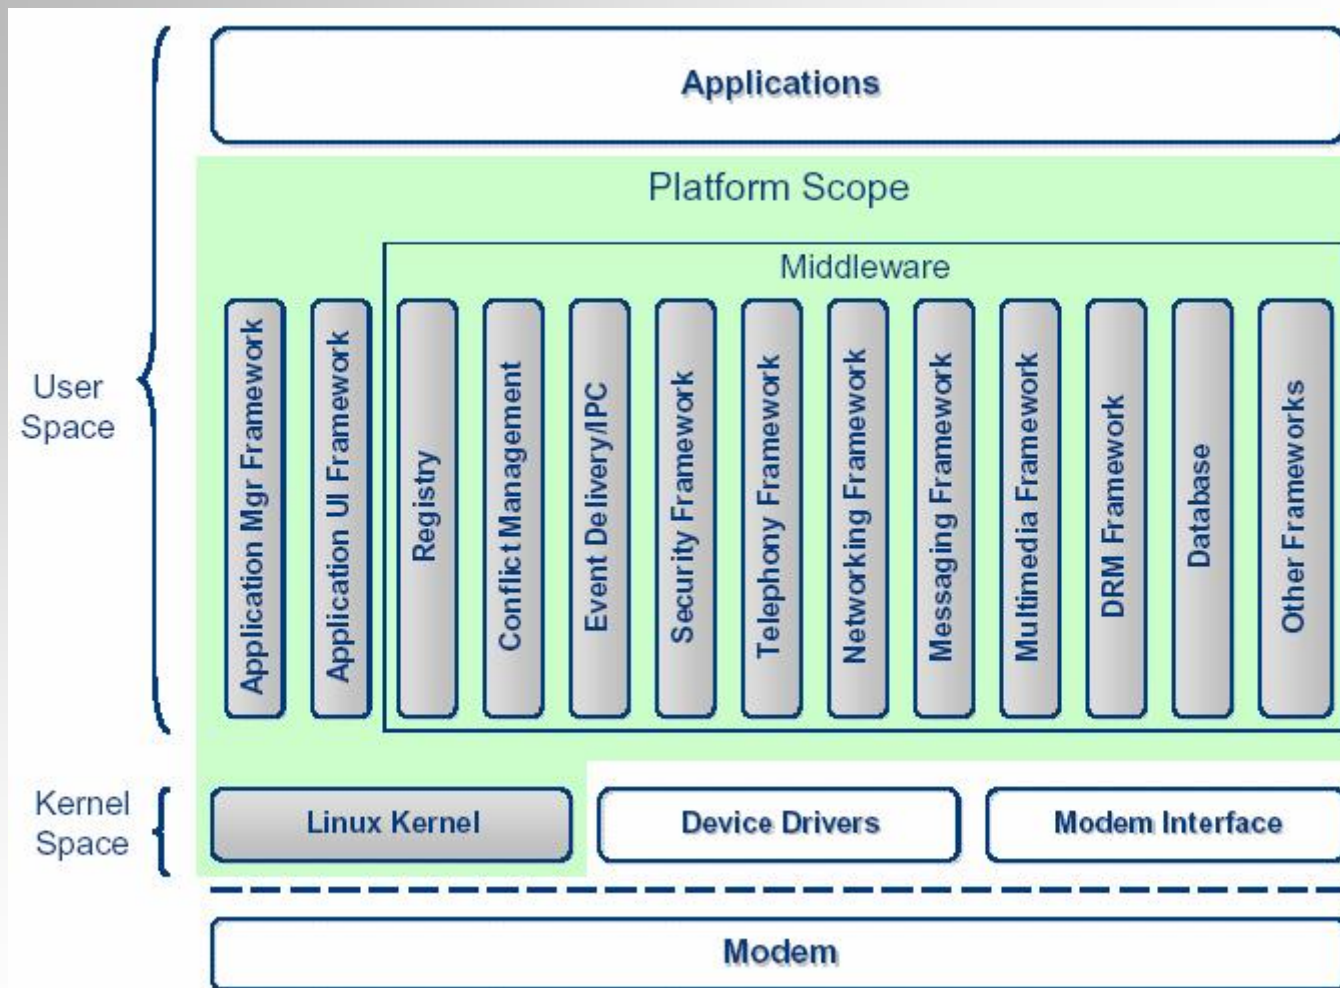 Applications
Platform Scope
Middleware
User
Space
Application Mgr Framework
Application UI Framework
Registry
Conflict Management
Event Delivery/IPC
Security Framework
Telephony Framework
Networking Framework
Messaging Framework
Multimedia Framework
DRM Framework
Database
Other Frameworks
Kernel
Space
Linux Kernel
Device Drivers
Modem Interface
Modem